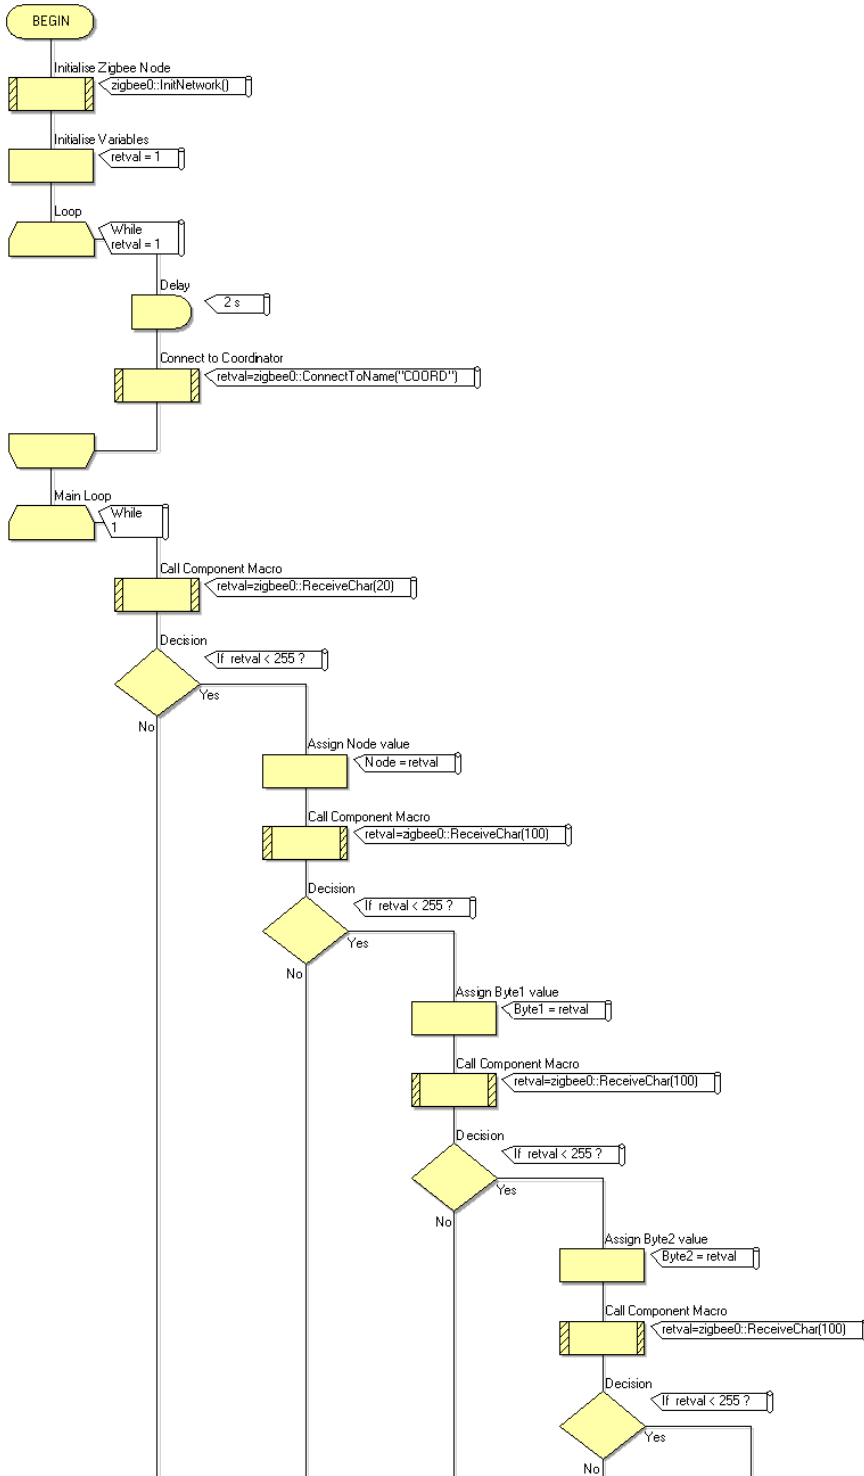 BEGIN
Initialise Zigbee Node
zigbee0::InitNetwork()
Initialise Variables
retval = 1
Loop
While
retval = 1
Delay
2 s
Connect to Coordinator
retval=zigbee0::ConnectToName("COORD")
Main Loop
While
1
Call Component Macro
retval=zigbee0::ReceiveChar(20)
Decision
If retval < 255 ?
Yes
No
Assign Node value
Node = retval
Call Component Macro
retval=zigbee0::ReceiveChar(100)
Decision
If retval < 255 ?
Yes
No
Assign Byte1 value
Byte1 = retval
Call Component Macro
retval=zigbee0::ReceiveChar(100)
Decision
If retval < 255 ?
Yes
No
Assign Byte2 value
Byte2 = retval
Call Component Macro
retval=zigbee0::ReceiveChar(100)
Decision
If retval < 255 ?
Yes
No